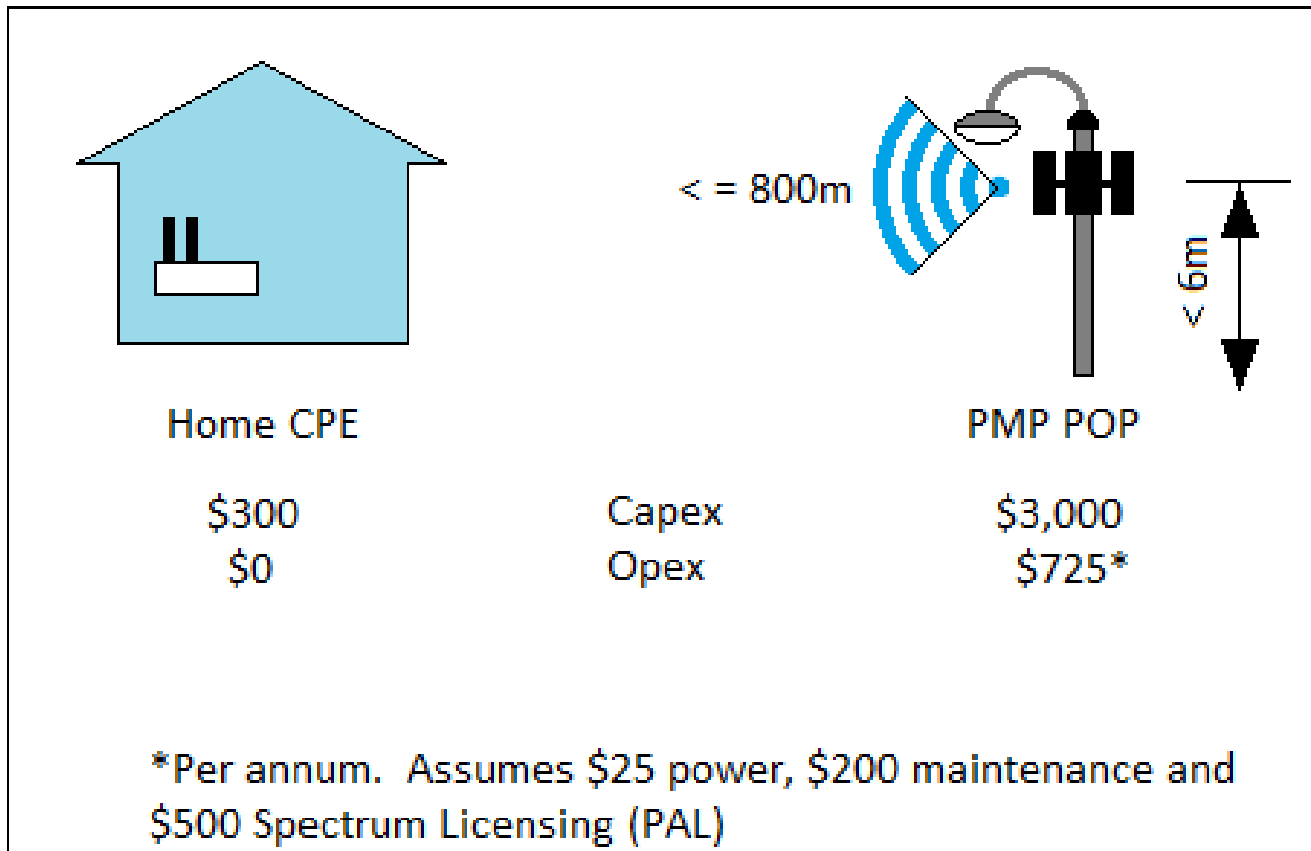 < = 800m
< 6m
Home CPE
PMP POP
$300 Capex $3,000
$0 Opex $725*
*Per annum. Assumes $25 power, $200 maintenance and
$500 Spectrum Licensing (PAL)